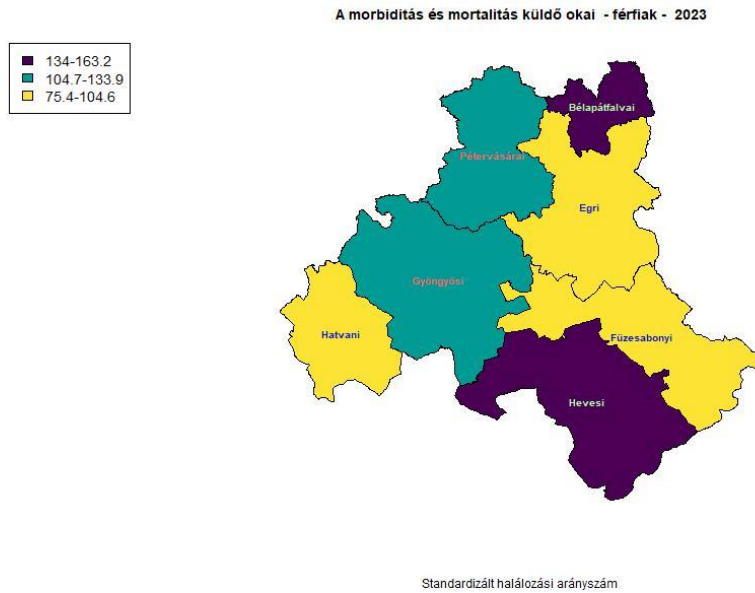 A morbiditás és mortalitás küldő okai - férfiak - 2023
134-163.2
104.7-133.9
75.4-104.6
Bélapátfalvai
Pétervásárai
Egri
Gyöngyösi
Hatvani
Füzesabonyi
Hevesi
Standardizált halálozási arányszám